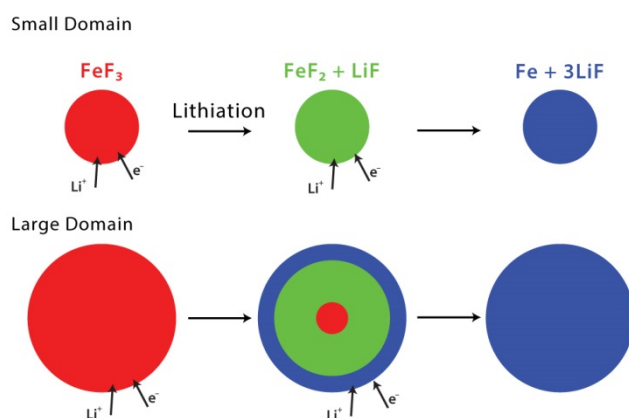 Small Domain
FeF₃ FeF₂ + LiF Fe + 3LiF
Lithiation
Li⁺ e⁻ Li⁺ e⁻
Large Domain
Li⁺ e⁻ Li⁺ e⁻